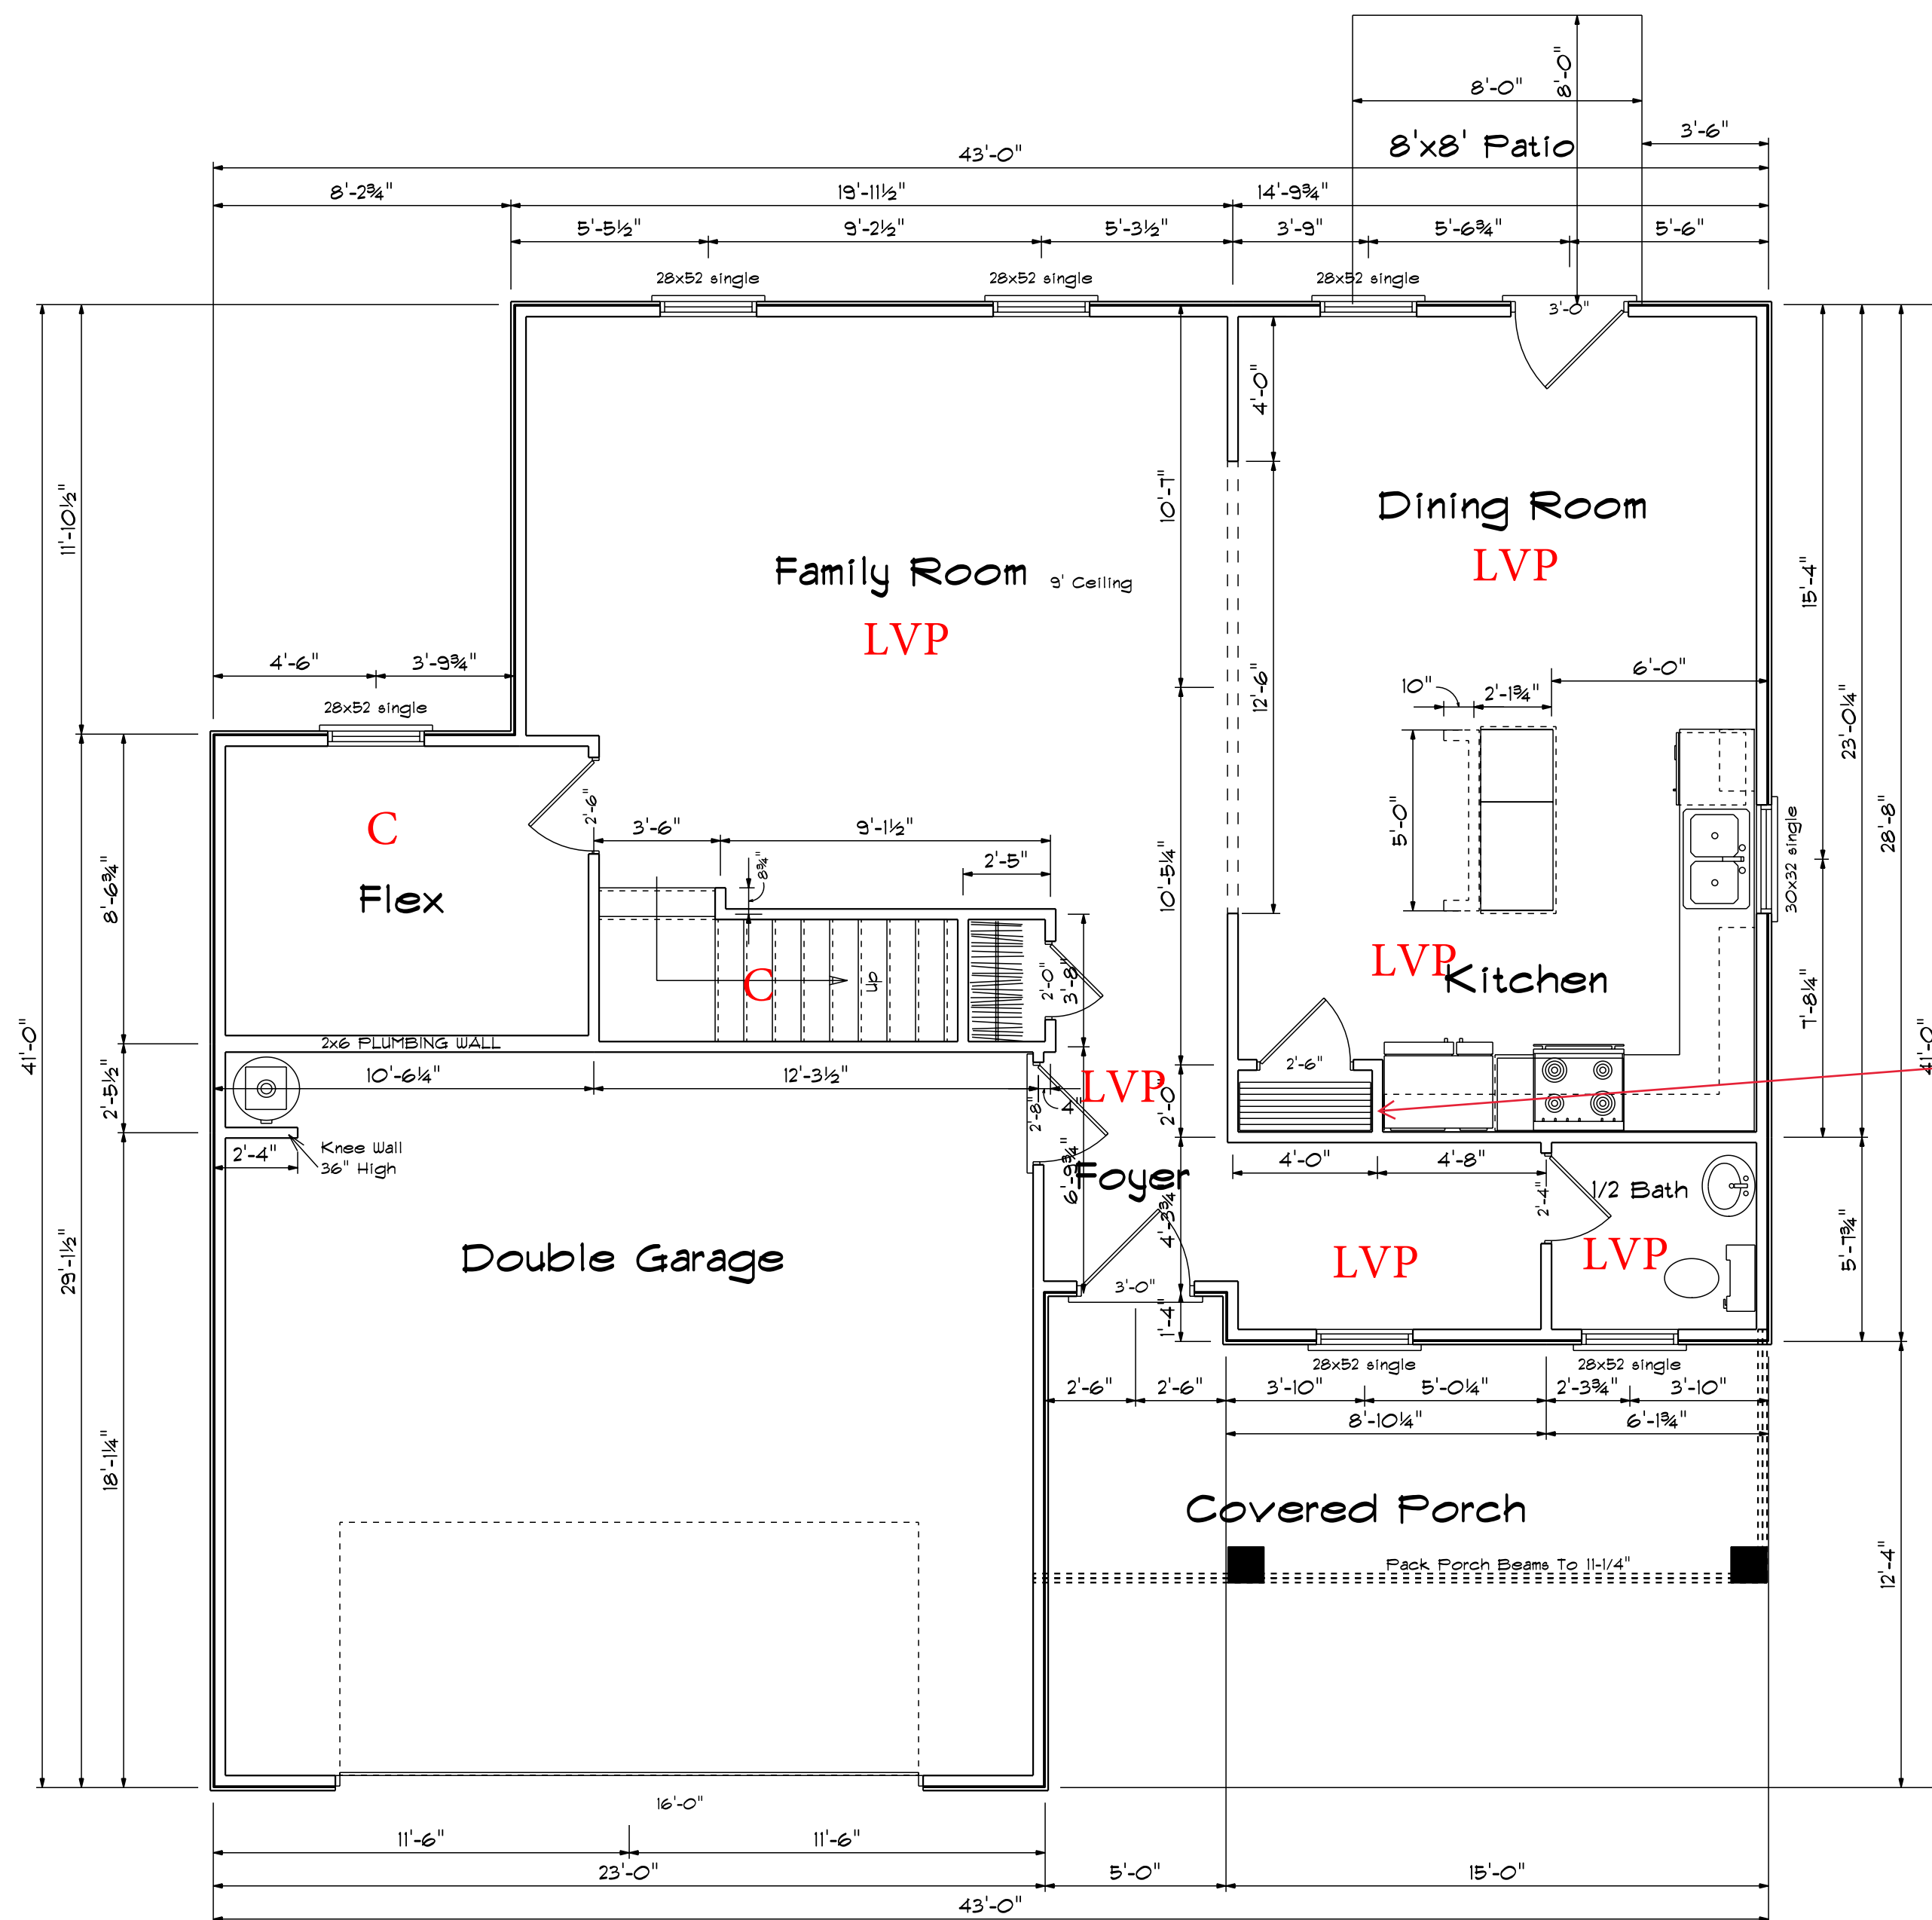 8'-0"
8'-0"
8'x8' Patio
3'-6"
43'-0"
8'-2¾"
19'-11½"
14'-9¾"
5'-5½"
9'-2½"
5'-3½"
3'-9"
5'-6¾"
5'-6"
28x52 single
28x52 single
28x52 single
3'-0"
4'-0"
11'-10½"
10'-7"
Dining Room
LVP
15'-4"
Family Room
9' Ceiling
LVP
4'-6"
3'-9¾"
12'-6"
6'-0"
10"
2'-1¾"
28x52 single
23'-0¼"
C
2'-6"
3'-6"
9'-1½"
8¾"
2'-5"
5'-0"
30x32 single
28'-8"
8'-6¾"
Flex
10'-5¼"
LVP
Kitchen
C
up
2'-0"
3'-8"
7'-8¼"
41'-0"
41'-0"
2x6 PLUMBING WALL
10'-6¼"
12'-3½"
LVP
2'-6"
2'-5½"
2'-8"
4"
2'-0"
Knee Wall
36" High
2'-4"
6'-9¾"
Foyer
4'-0"
4'-8"
2'-4"
1/2 Bath
4'-3¾"
LVP
LVP
5'-7¾"
Double Garage
29'-1½"
3'-0"
1'-4"
28x52 single
28x52 single
2'-6"
2'-6"
3'-10"
5'-0¼"
2'-3¾"
3'-10"
8'-10¼"
6'-1¾"
18'-1¼"
Covered Porch
Pack Porch Beams To 11-1/4"
12'-4"
16'-0"
11'-6"
11'-6"
23'-0"
5'-0"
15'-0"
43'-0"